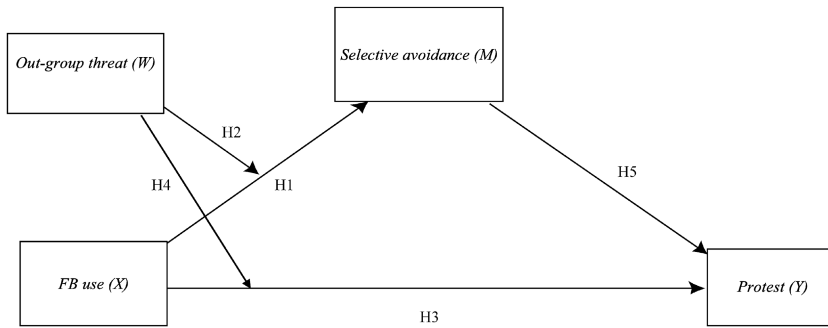 Selective avoidance (M)
Out-group threat (W)
H2
H4
H1
H5
FB use (X)
Protest (Y)
H3